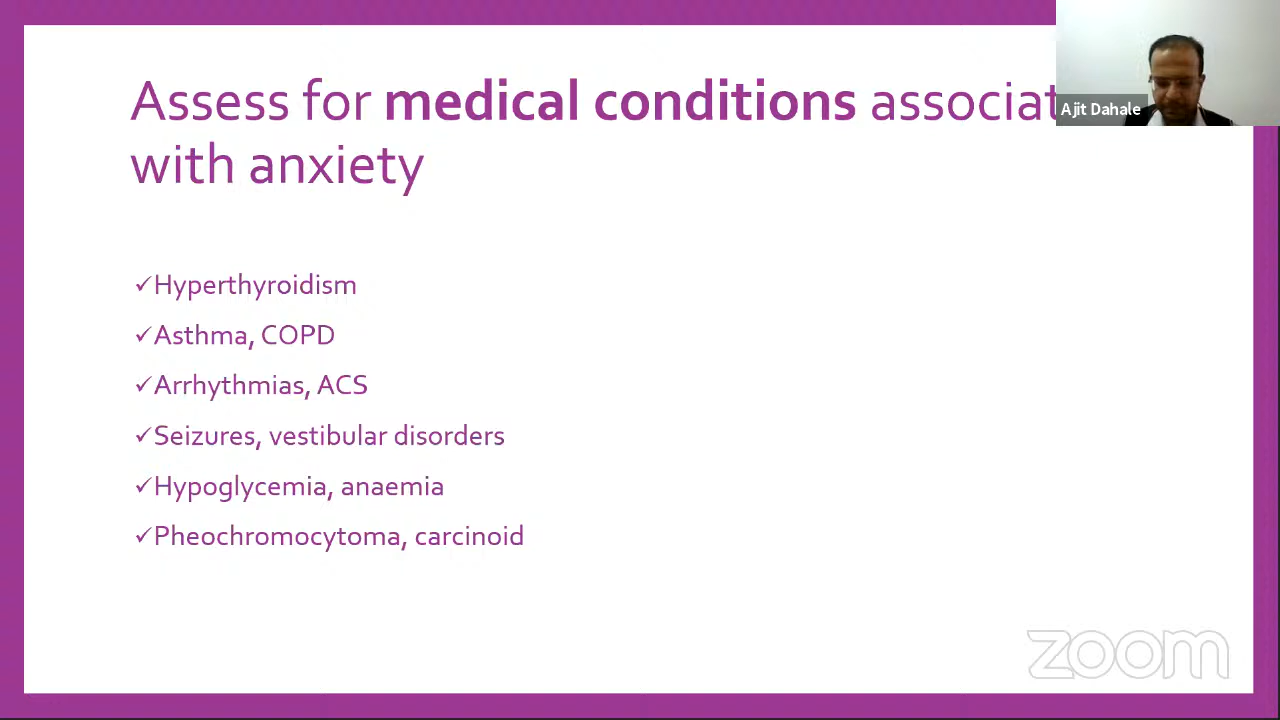 Assess for medical conditions associat
with anxiety
Ajit Dahale
✓Hyperthyroidism
✓Asthma, COPD
✓Arrhythmias, ACS
✓Seizures, vestibular disorders
✓Hypoglycemia, anaemia
✓Pheochromocytoma, carcinoid
zoom